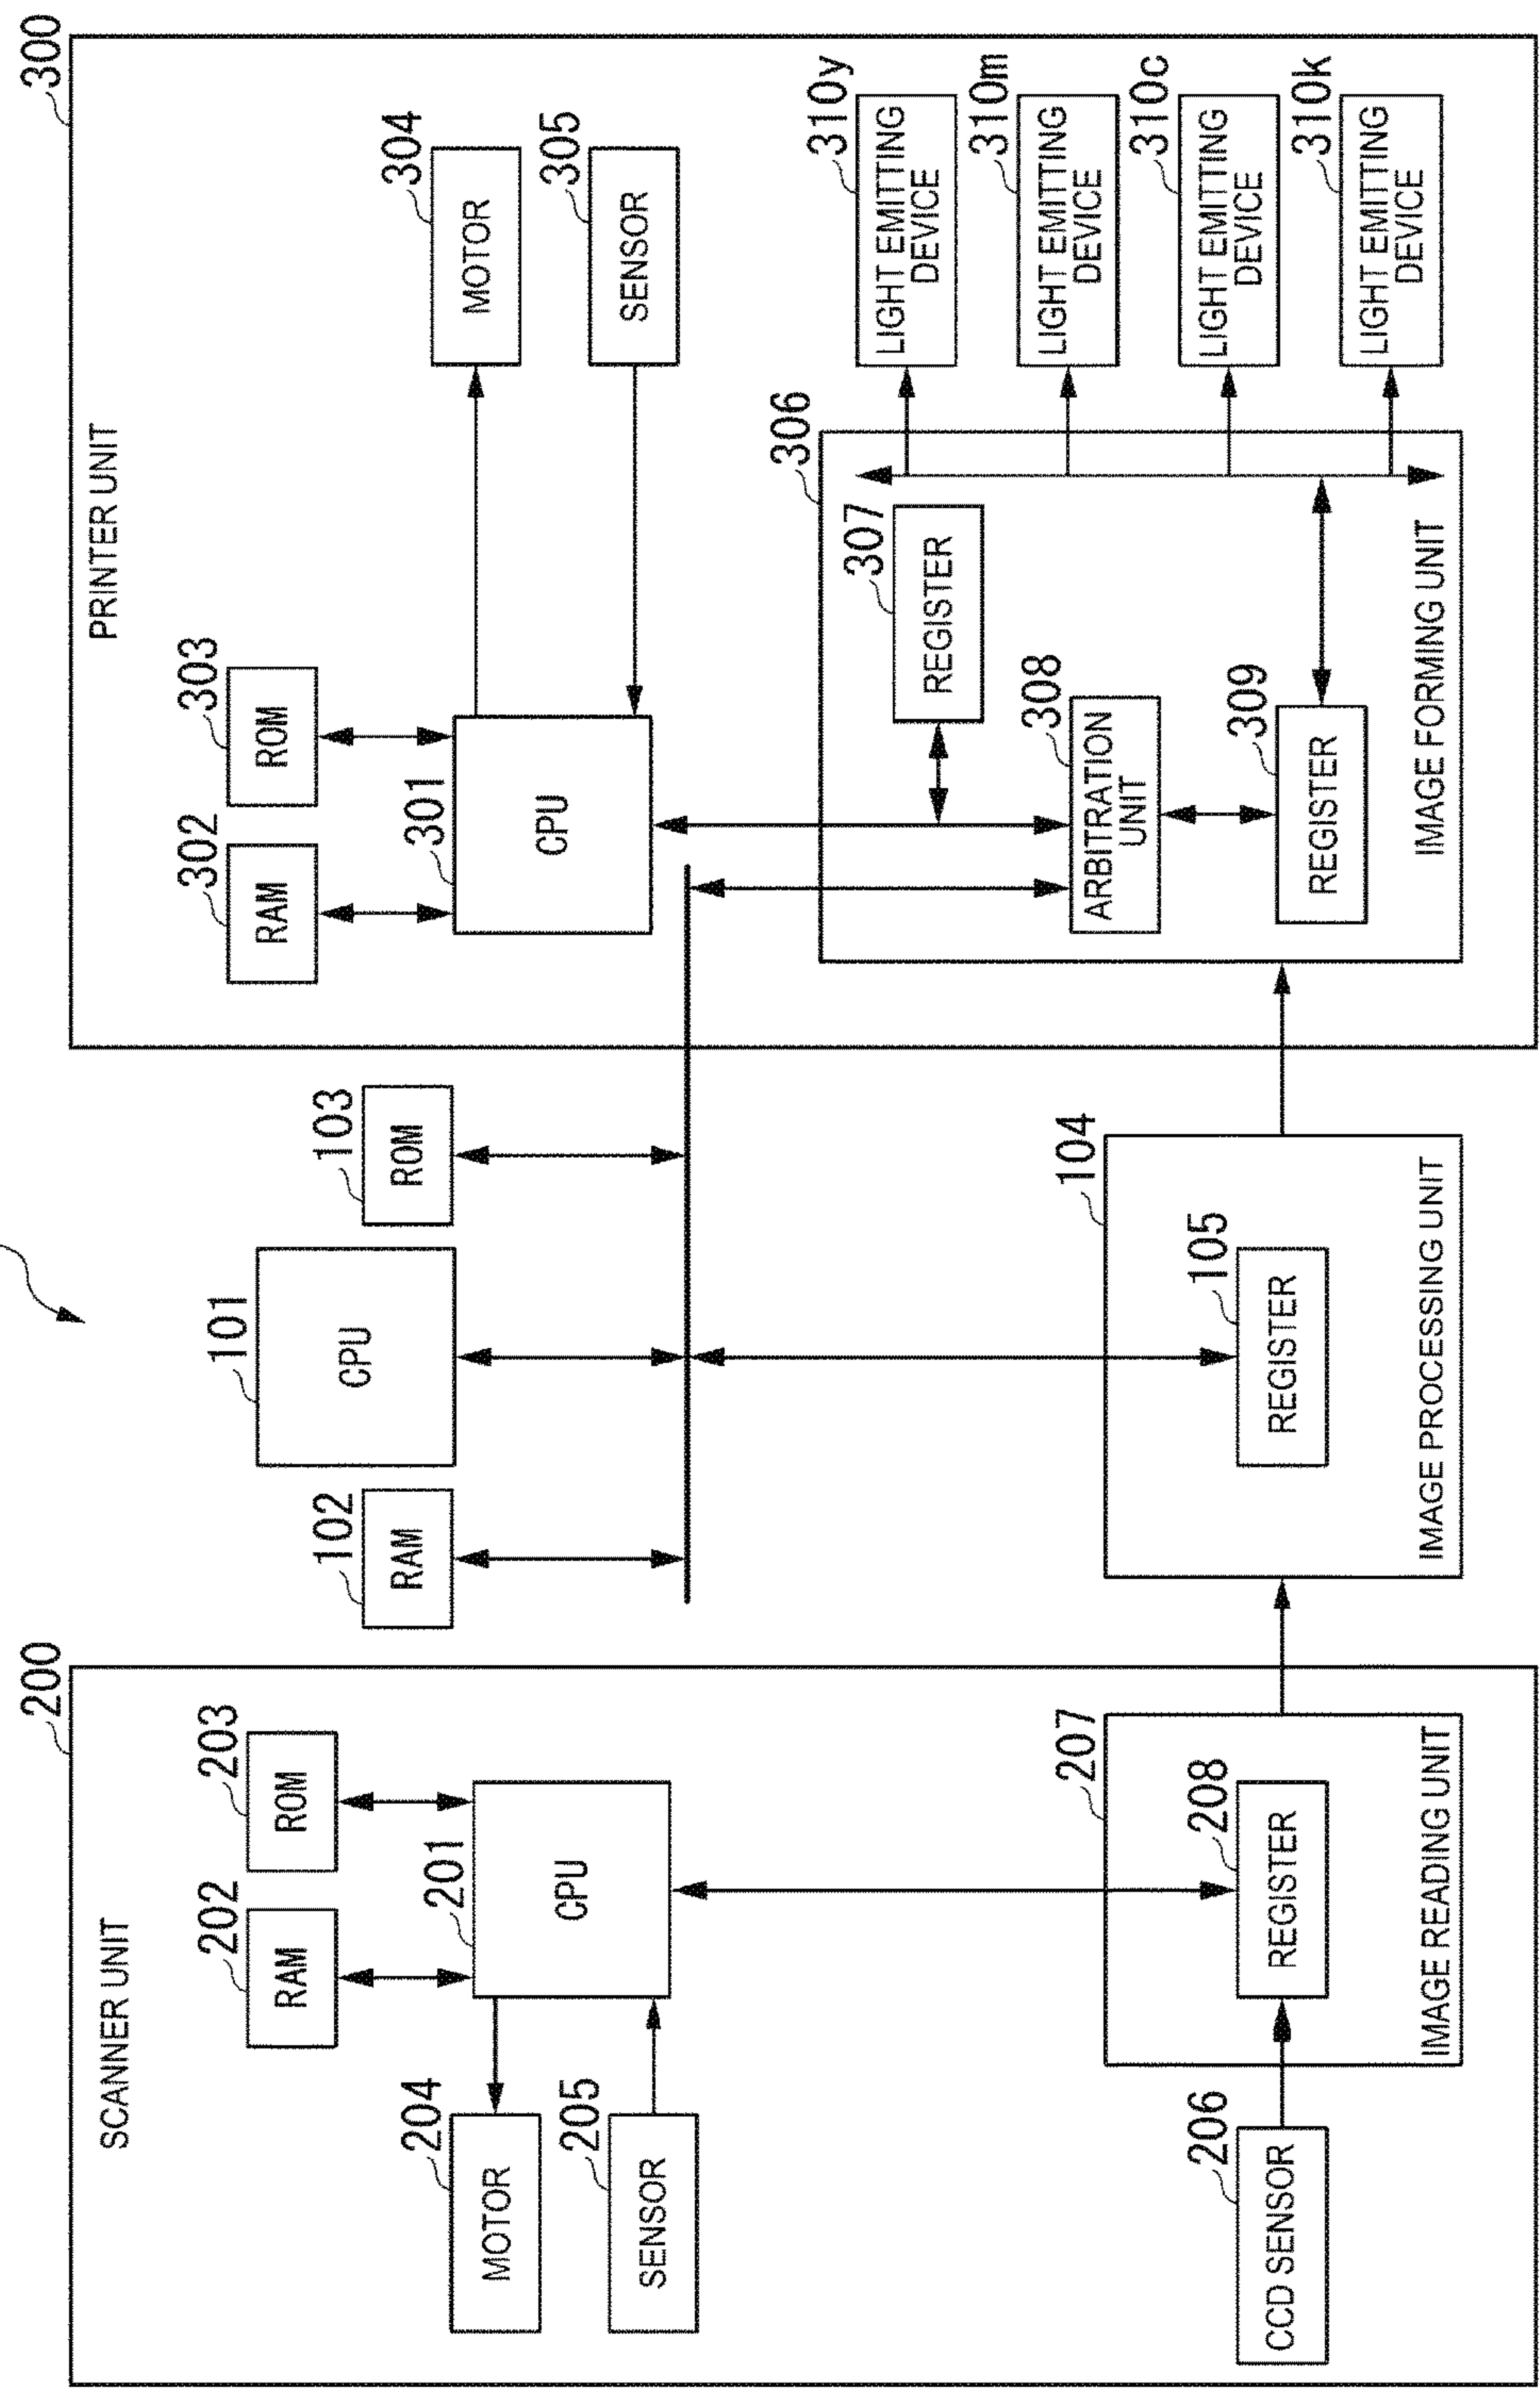 SCANNER UNIT
200
RAM
202
ROM
203
CPU
201
MOTOR
204
SENSOR
205
CCD SENSOR
206
IMAGE READING UNIT
207
REGISTER
208
CPU
101
RAM
102
ROM
103
IMAGE PROCESSING UNIT
104
REGISTER
105
PRINTER UNIT
300
RAM
302
ROM
303
CPU
301
MOTOR
304
SENSOR
305
306
REGISTER
307
ARBITRATION
UNIT
308
REGISTER
309
IMAGE FORMING UNIT
LIGHT EMITTING
DEVICE
310y
LIGHT EMITTING
DEVICE
310m
LIGHT EMITTING
DEVICE
310c
LIGHT EMITTING
DEVICE
310k